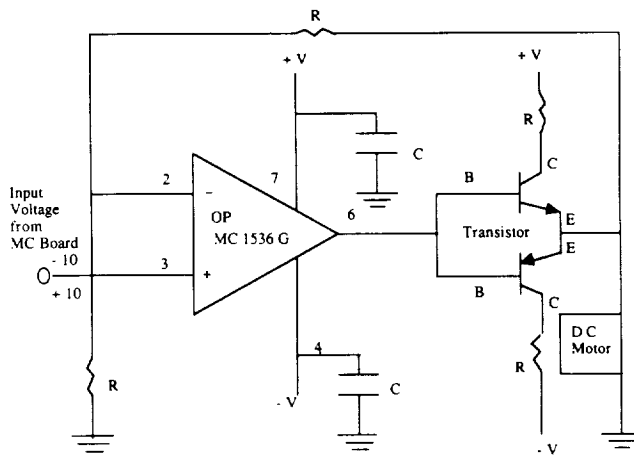 R
+ V
+ V
R
C
C
2
7
B
6
Input
Voltage
from
MC Board
−
OP
MC 1536 G
E
Transistor
E
- 10
+ 10
3
+
B
C
D C
Motor
4
R
C
R
- V
- V